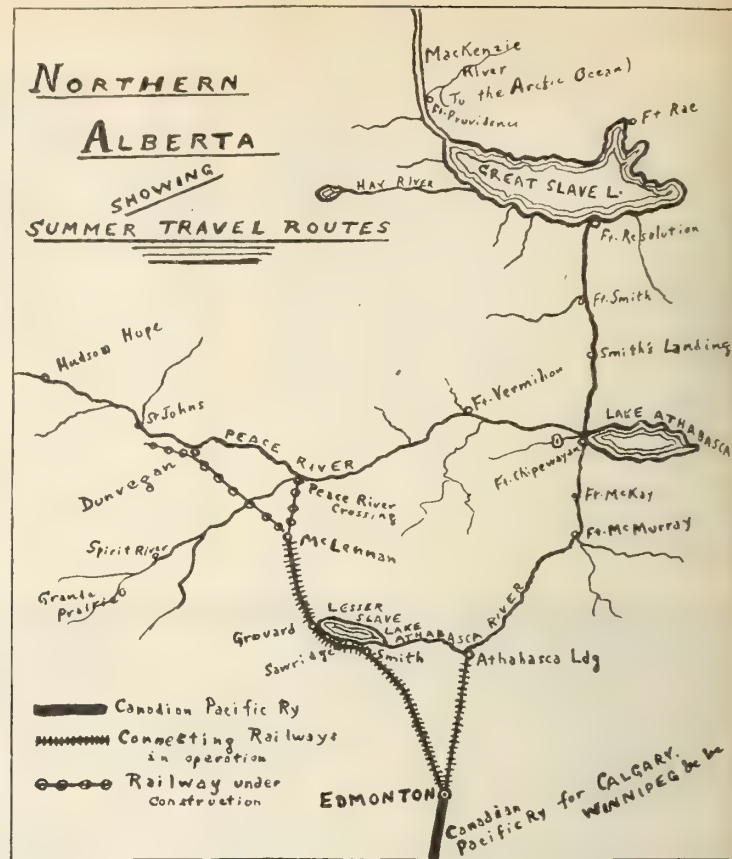 NORTHERN
ALBERTA
SHOWING
SUMMER TRAVEL ROUTES
MacKenzie
River
(To the Arctic Ocean)
Ft. Providence
Ft Rae
GREAT SLAVE L.
HAY RIVER
Ft. Resolution
Ft. Smith
Smith's Landing
Hudson Hope
St Johns
Ft. Vermilion
LAKE ATHABASCA
PEACE RIVER
Dunvegan
Ft. Chipewayan
Peace River
Crossing
Ft. McKay
Spirit River
McLennan
Ft. McMurray
Grande
Prairie
LESSER
SLAVE
LAKE
ATHABASCA RIVER
Grouard
Sawridge
Smith
Athabasca Ldg
Canadian Pacific Ry
Connecting Railways
in operation
Railway under
construction
EDMONTON
Canadian
Pacific Ry for CALGARY.
WINNIPEG &c &c